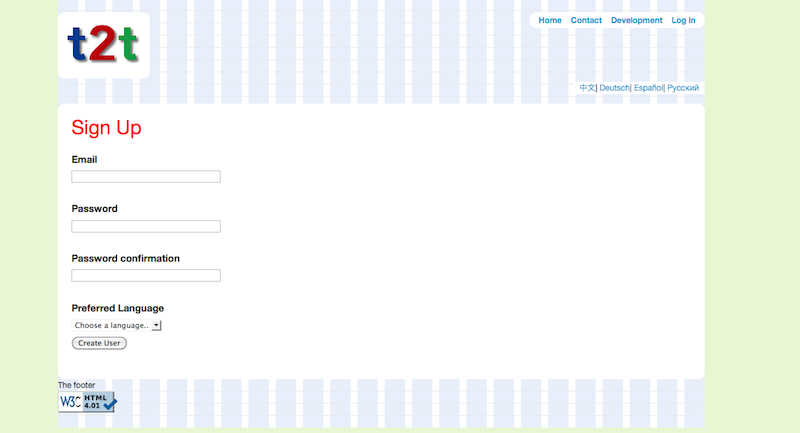 t2t
Home Contact Development Log in
中文| Deutsch| Español| Русский
Sign Up
Email
Password
Password confirmation
Preferred Language
Choose a language..
Create User
The footer
W3C HTML 4.01